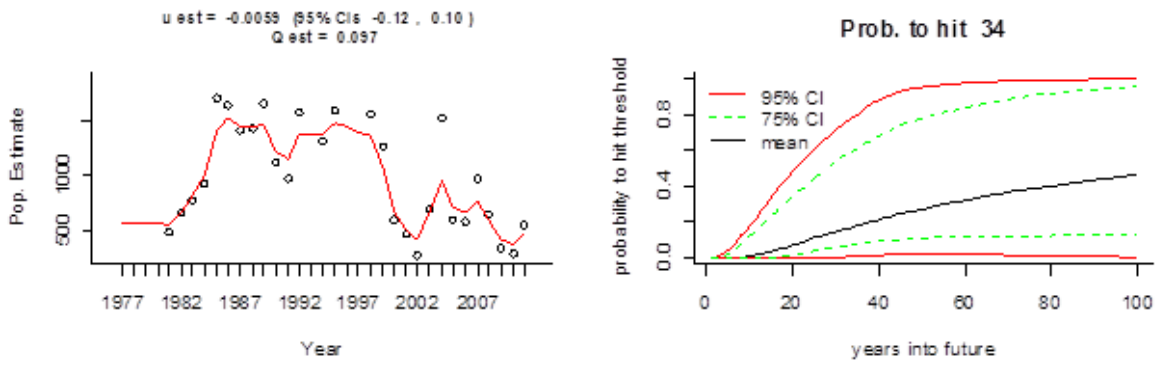 u est = -0.0059 (95% CIs -0.12 , 0.10 )
Q est = 0.097
Pop. Estimate
1000
500
1977 1982 1987 1992 1997 2002 2007
Year
Prob. to hit 34
probability to hit threshold
0.8
0.4
0.0
95% CI
75% CI
mean
0 20 40 60 80 100
years into future